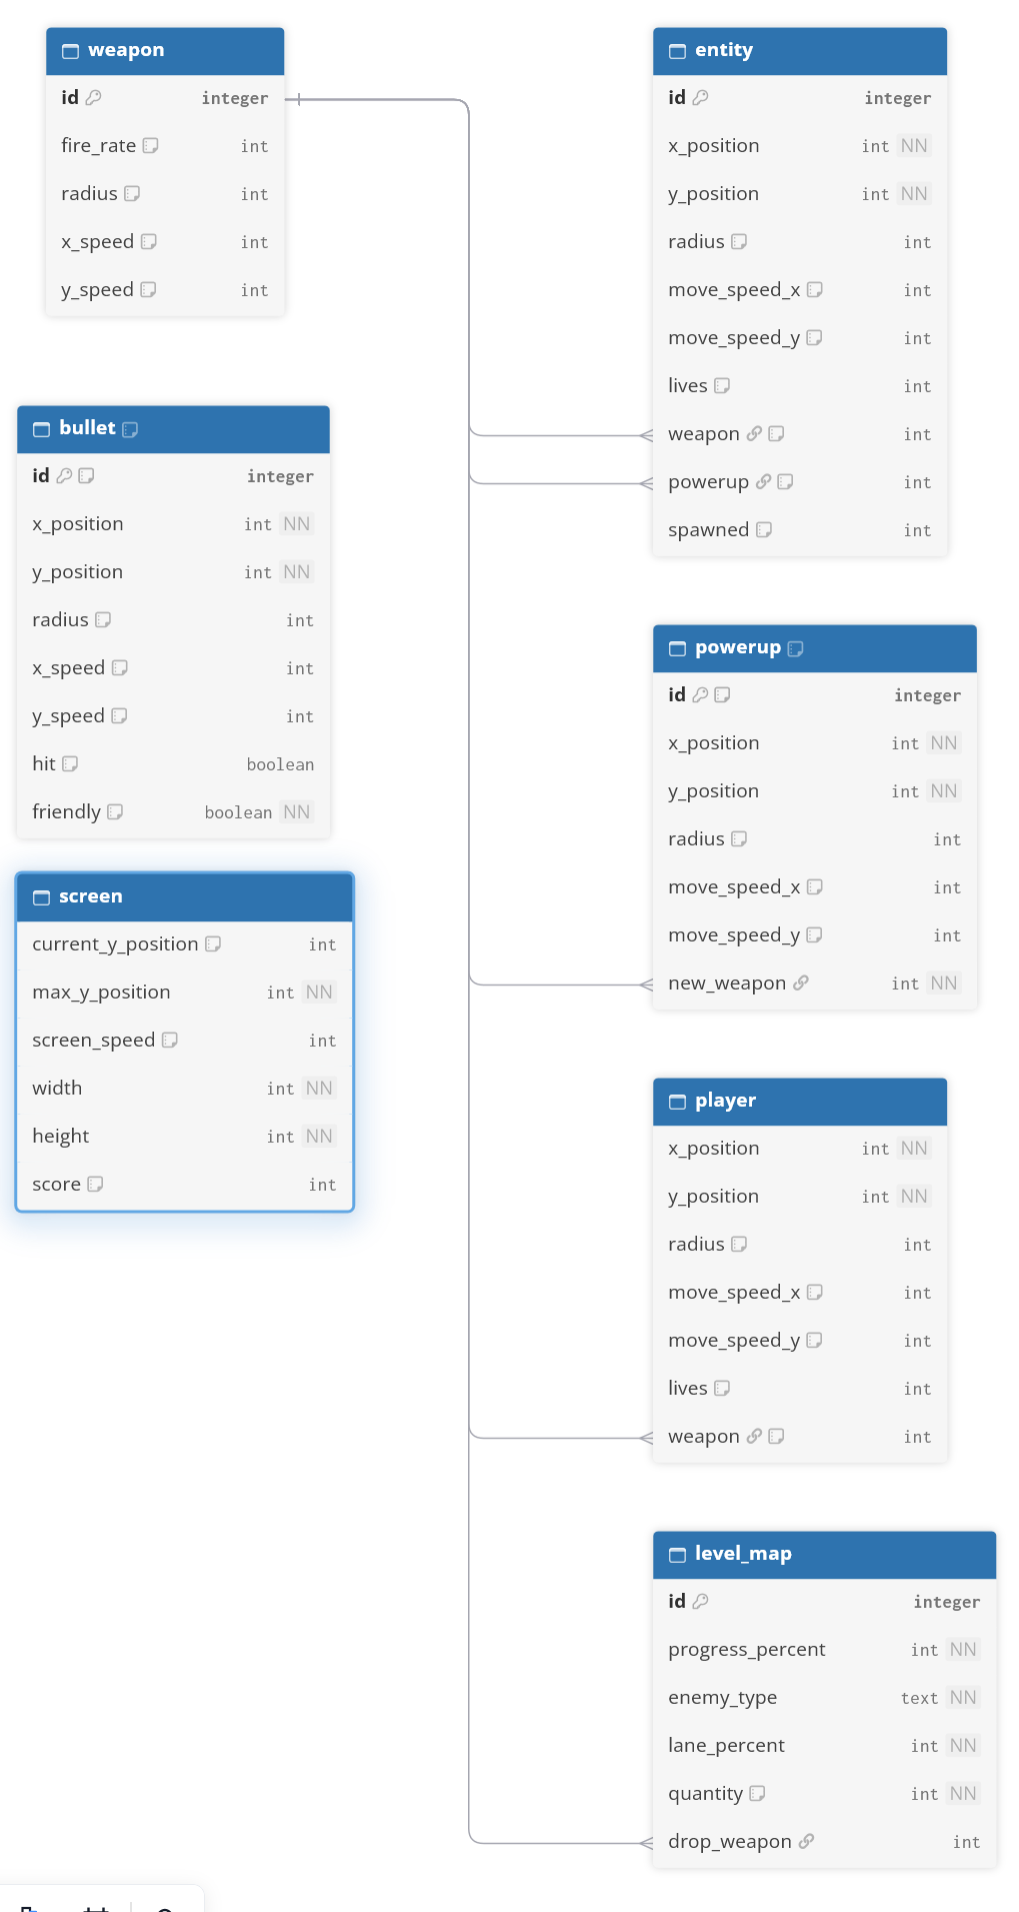 weapon
id integer
fire_rate int
radius int
x_speed int
y_speed int
bullet
id integer
x_position int NN
y_position int NN
radius int
x_speed int
y_speed int
hit boolean
friendly boolean NN
screen
current_y_position int
max_y_position int NN
screen_speed int
width int NN
height int NN
score int
entity
id integer
x_position int NN
y_position int NN
radius int
move_speed_x int
move_speed_y int
lives int
weapon int
powerup int
spawned int
powerup
id integer
x_position int NN
y_position int NN
radius int
move_speed_x int
move_speed_y int
new_weapon int NN
player
x_position int NN
y_position int NN
radius int
move_speed_x int
move_speed_y int
lives int
weapon int
level_map
id integer
progress_percent int NN
enemy_type text NN
lane_percent int NN
quantity int NN
drop_weapon int